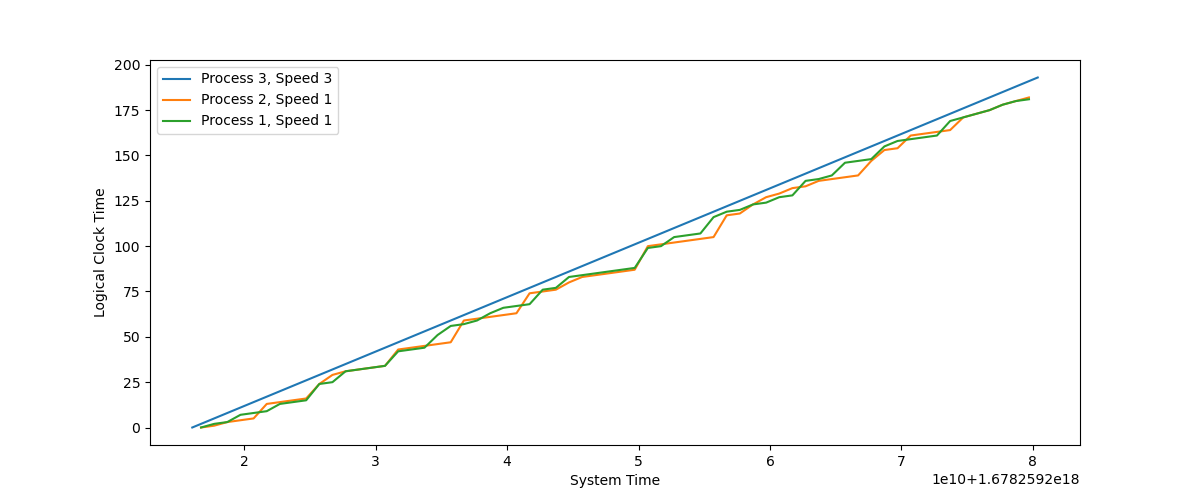 200
175
150
125
100
75
50
25
0
Logical Clock Time
Process 3, Speed 3
Process 2, Speed 1
Process 1, Speed 1
2 3 4 5 6 7 8
System Time
1e10+1.6782592e18